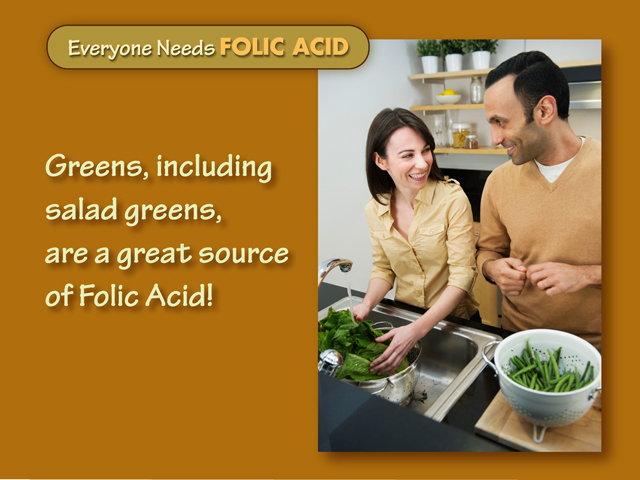 Everyone Needs FOLIC ACID
Greens, including
salad greens,
are a great source
of Folic Acid!